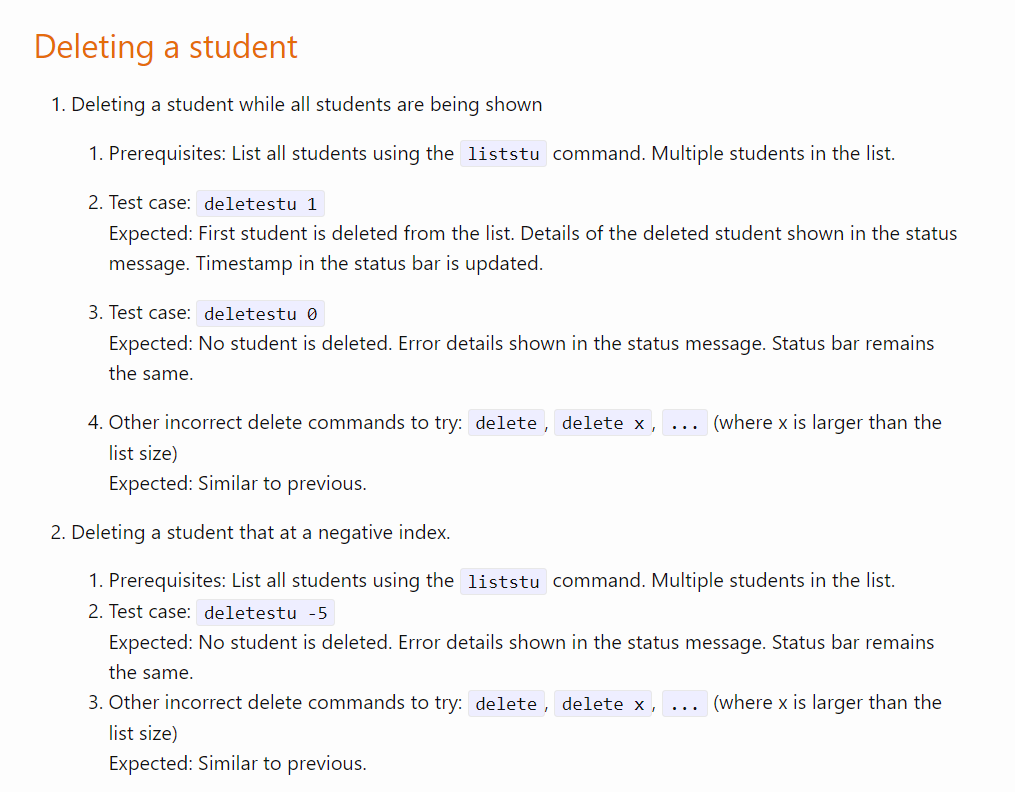 Deleting a student
1. Deleting a student while all students are being shown
1. Prerequisites: List all students using the liststu command. Multiple students in the list.
2. Test case: deletestu 1
Expected: First student is deleted from the list. Details of the deleted student shown in the status
message. Timestamp in the status bar is updated.
3. Test case: deletestu 0
Expected: No student is deleted. Error details shown in the status message. Status bar remains
the same.
4. Other incorrect delete commands to try: delete, delete x, ... (where x is larger than the
list size)
Expected: Similar to previous.
2. Deleting a student that at a negative index.
1. Prerequisites: List all students using the liststu command. Multiple students in the list.
2. Test case: deletestu -5
Expected: No student is deleted. Error details shown in the status message. Status bar remains
the same.
3. Other incorrect delete commands to try: delete, delete x, ... (where x is larger than the
list size)
Expected: Similar to previous.